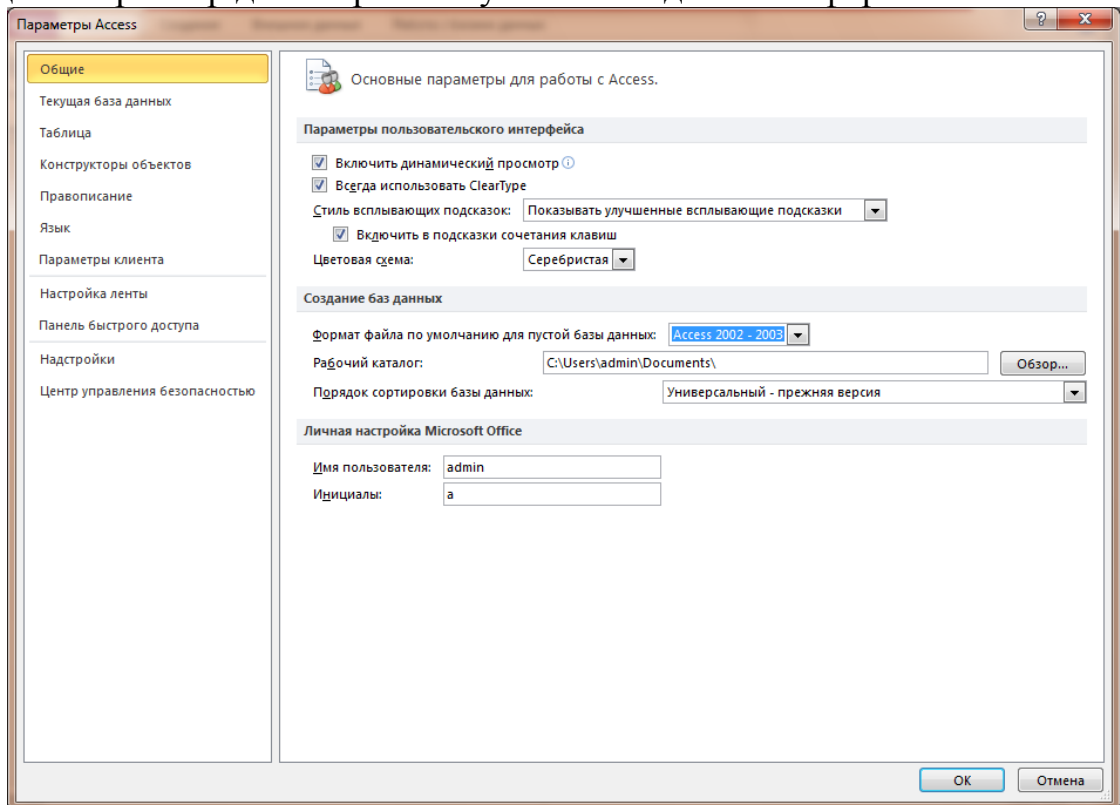 Параметры Access
Общие
Текущая база данных
Таблица
Конструкторы объектов
Правописание
Язык
Параметры клиента
Настройка ленты
Панель быстрого доступа
Надстройки
Центр управления безопасностью
Основные параметры для работы с Access.
Параметры пользовательского интерфейса
Включить динамический просмотр
Всегда использовать ClearType
Стиль всплывающих подсказок: Показывать улучшенные всплывающие подсказки
Включить в подсказки сочетания клавиш
Цветовая схема: Серебристая
Создание баз данных
Формат файла по умолчанию для пустой базы данных: Access 2002 - 2003
Рабочий каталог: C:\Users\admin\Documents\ Обзор...
Порядок сортировки базы данных: Универсальный - прежняя версия
Личная настройка Microsoft Office
Имя пользователя: admin
Инициалы: a
ОК Отмена